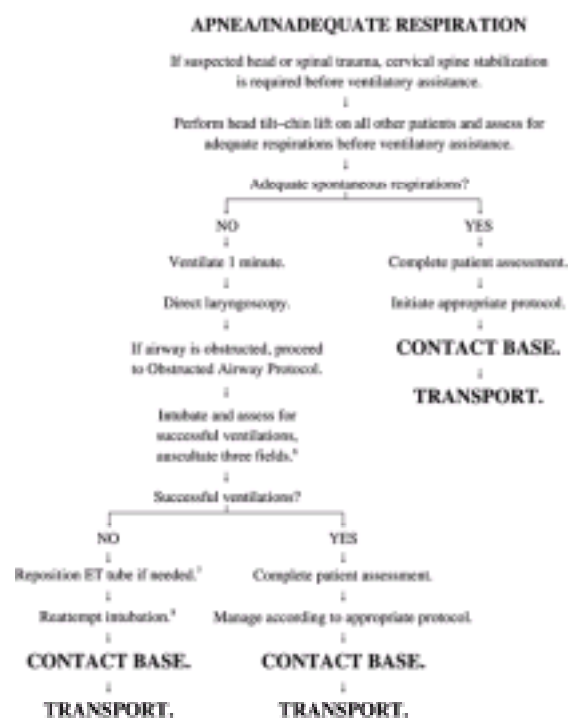 APNEA/INADEQUATE RESPIRATION
If suspected head or spinal trauma, cervical spine stabilization
is required before ventilatory assistance.
Perform head tilt–chin lift on all other patients and assess for
adequate respirations before ventilatory assistance.
Adequate spontaneous respirations?
NO
Ventilate 1 minute.
Direct laryngoscopy.
If airway is obstructed, proceed
to Obstructed Airway Protocol.
Intubate and assess for
successful ventilations,
auscultate three fields.
Successful ventilations?
NO
Reposition ET tube if needed.
Reattempt intubation.
CONTACT BASE.
TRANSPORT.
YES
Complete patient assessment.
Manage according to appropriate protocol.
CONTACT BASE.
TRANSPORT.
YES
Complete patient assessment.
Initiate appropriate protocol.
CONTACT BASE.
TRANSPORT.